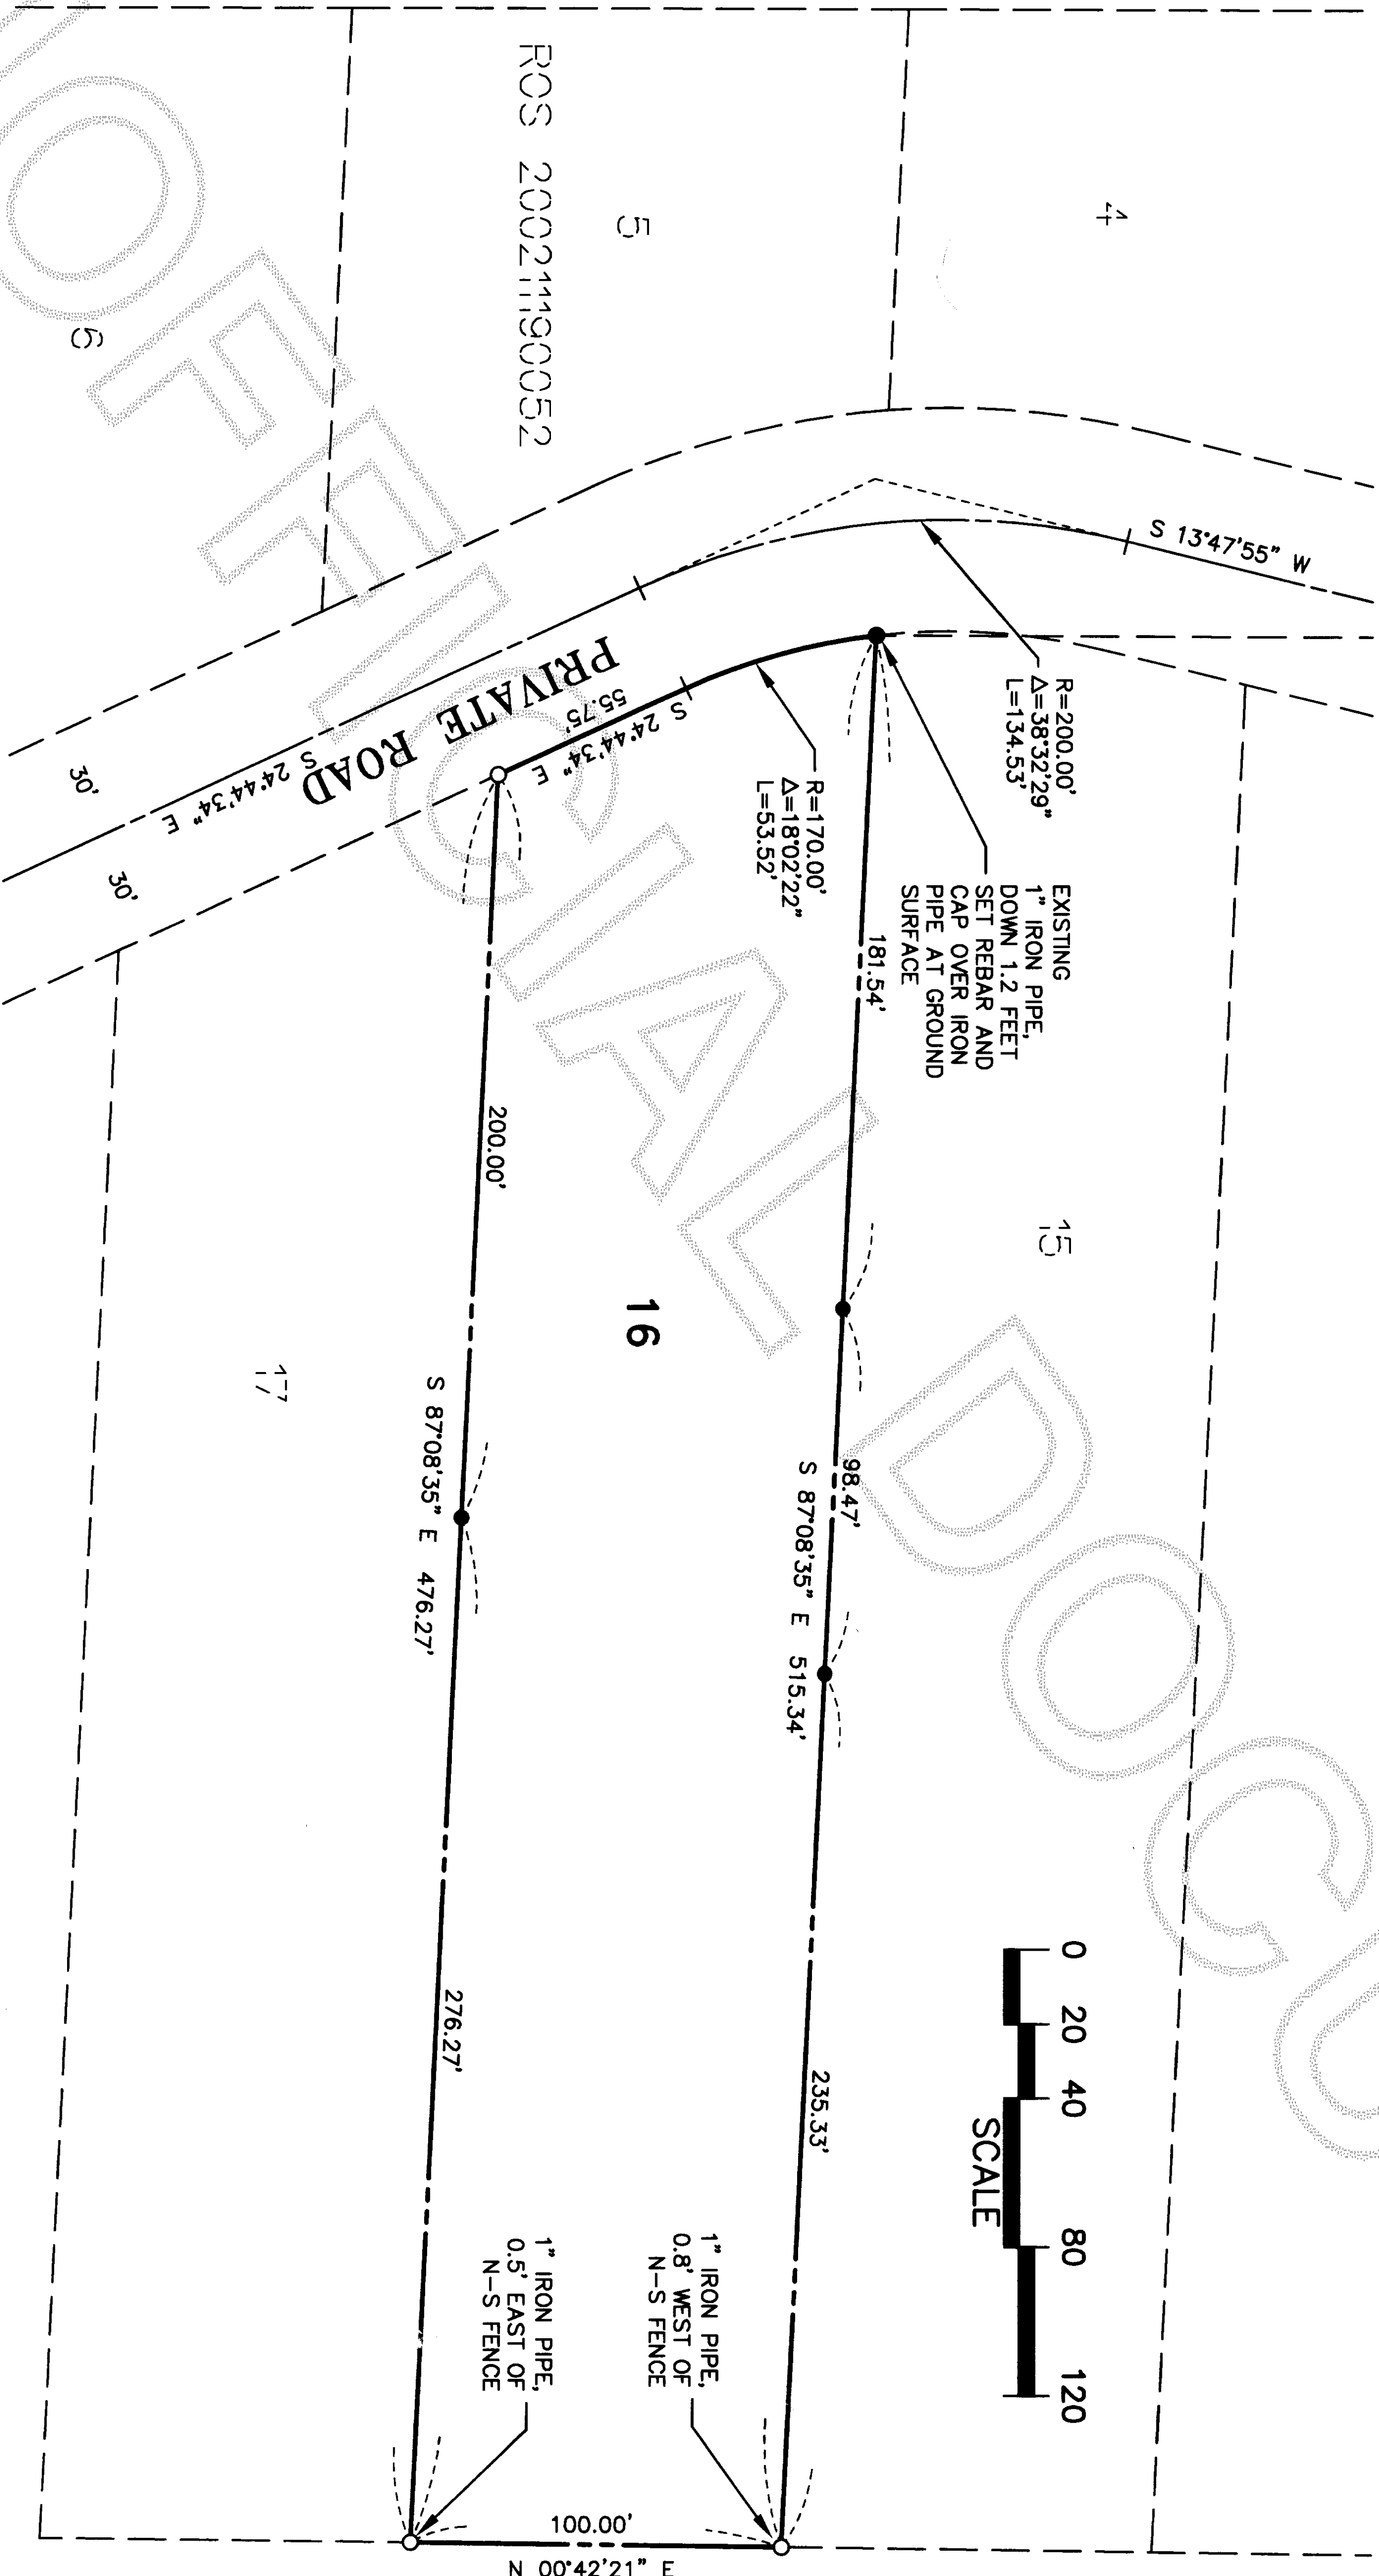 4
5
ROS 200211190052
6
S 13°47'55" W
R=200.00'
Δ=38°32'29"
L=134.53'
EXISTING
1" IRON PIPE,
DOWN 1.2 FEET
SET REBAR AND
CAP OVER IRON
PIPE AT GROUND
SURFACE
R=170.00'
Δ=18°02'22"
L=53.52'
PRIVATE ROAD
55.75'
S 24°44'34" E
S 24°44'34" E
30'
30'
181.54'
200.00'
15
16
17
98.47'
S 87°08'35" E 515.34'
S 87°08'35" E 476.27'
235.33'
276.27'
0 20 40 80 120
SCALE
1" IRON PIPE,
0.8' WEST OF
N-S FENCE
1" IRON PIPE,
0.5' EAST OF
N-S FENCE
100.00'
N 00°42'21" E
OFFICIAL DOCU